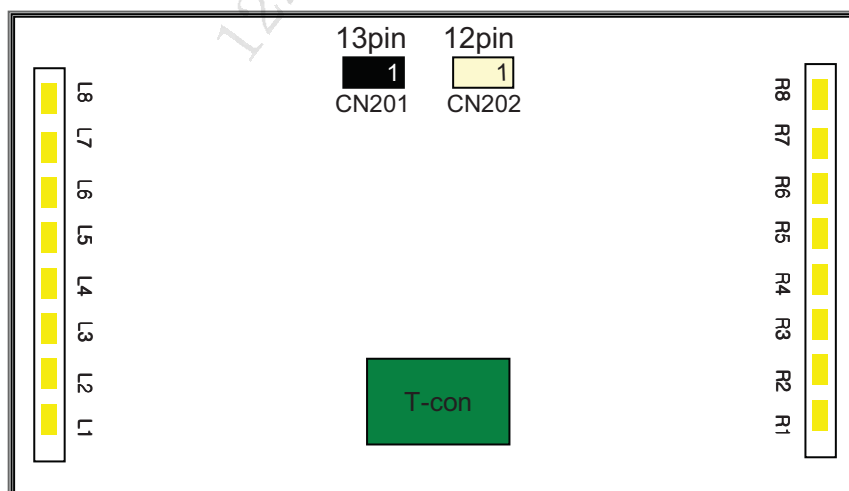 13pin 12pin
1 1
CN201 CN202
L8
L7
L6
L5
L4
L3
L2
L1
R8
R7
R6
R5
R4
R3
R2
R1
T-con